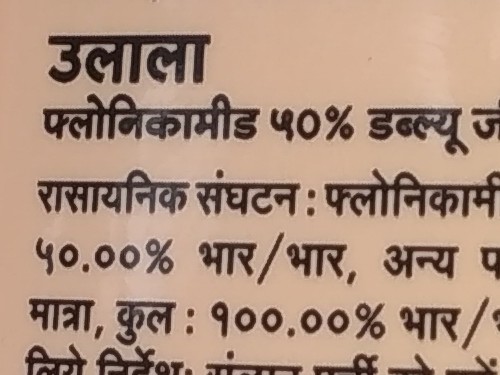 उलाला
फ्लोनिकामीड ५०% डब्ल्यू
रासायनिक संघटन : फ्लोनिकामी
५०.००% भार/भार, अन्य
मात्रा, कुल : १००.००% भार/
लिये निर्देश: